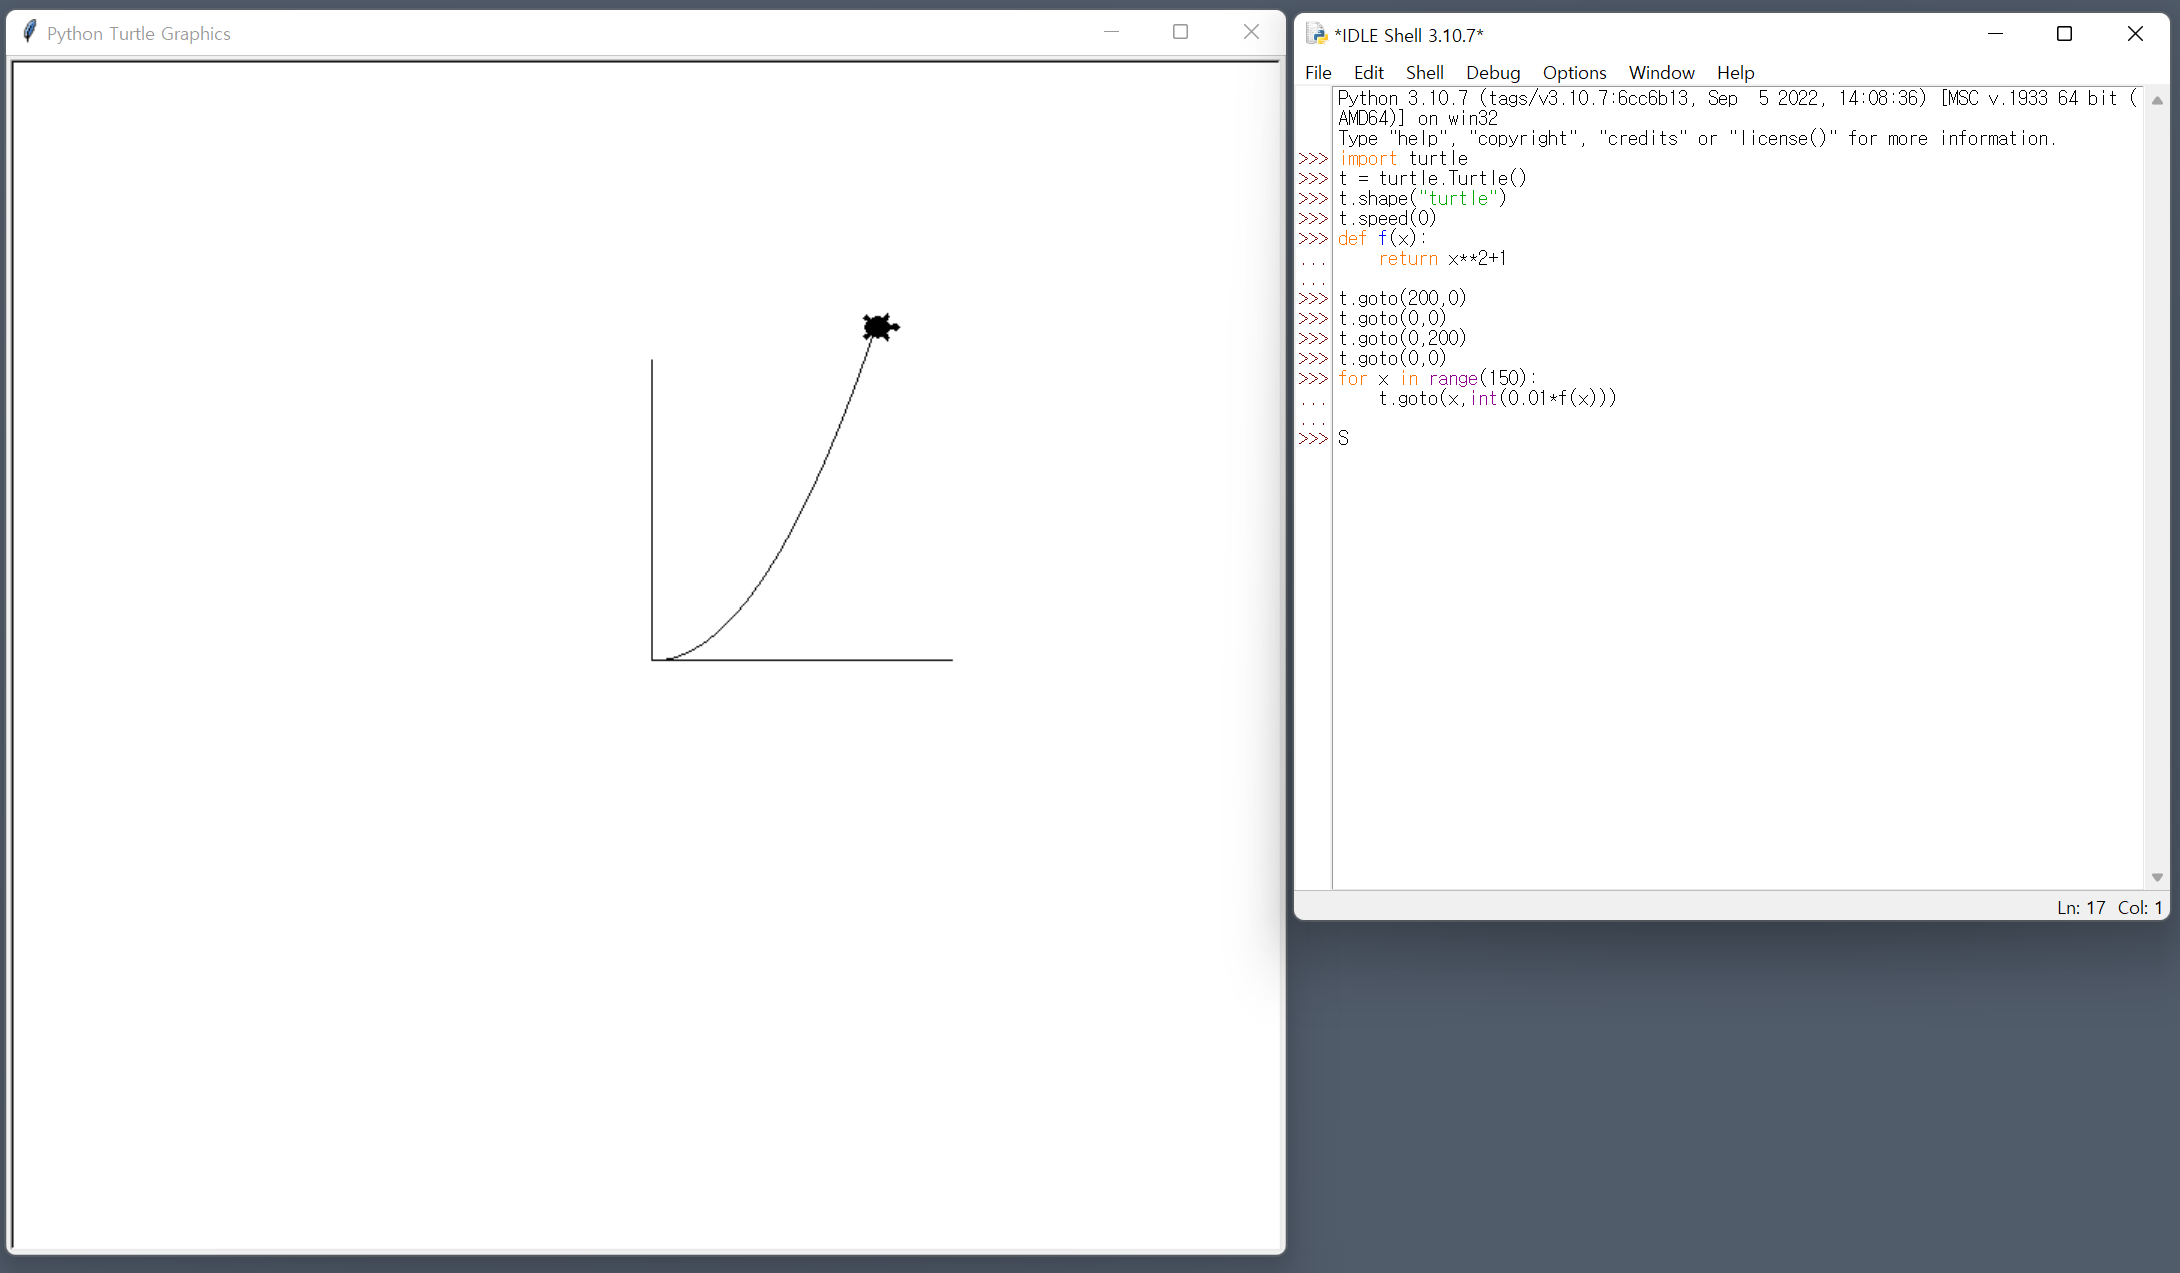 Python Turtle Graphics
*IDLE Shell 3.10.7*
File Edit Shell Debug Options Window Help
Python 3.10.7 (tags/v3.10.7:6cc6b13, Sep  5 2022, 14:08:36) [MSC v.1933 64 bit (
AMD64)] on win32
Type "help", "copyright", "credits" or "license()" for more information.
>>> import turtle
>>> t = turtle.Turtle()
>>> t.shape("turtle")
>>> t.speed(0)
>>> def f(x):
...     return x**2+1
...
>>> t.goto(200,0)
>>> t.goto(0,0)
>>> t.goto(0,200)
>>> t.goto(0,0)
>>> for x in range(150):
...     t.goto(x,int(0.01*f(x)))
...
>>> S
Ln: 17 Col: 1